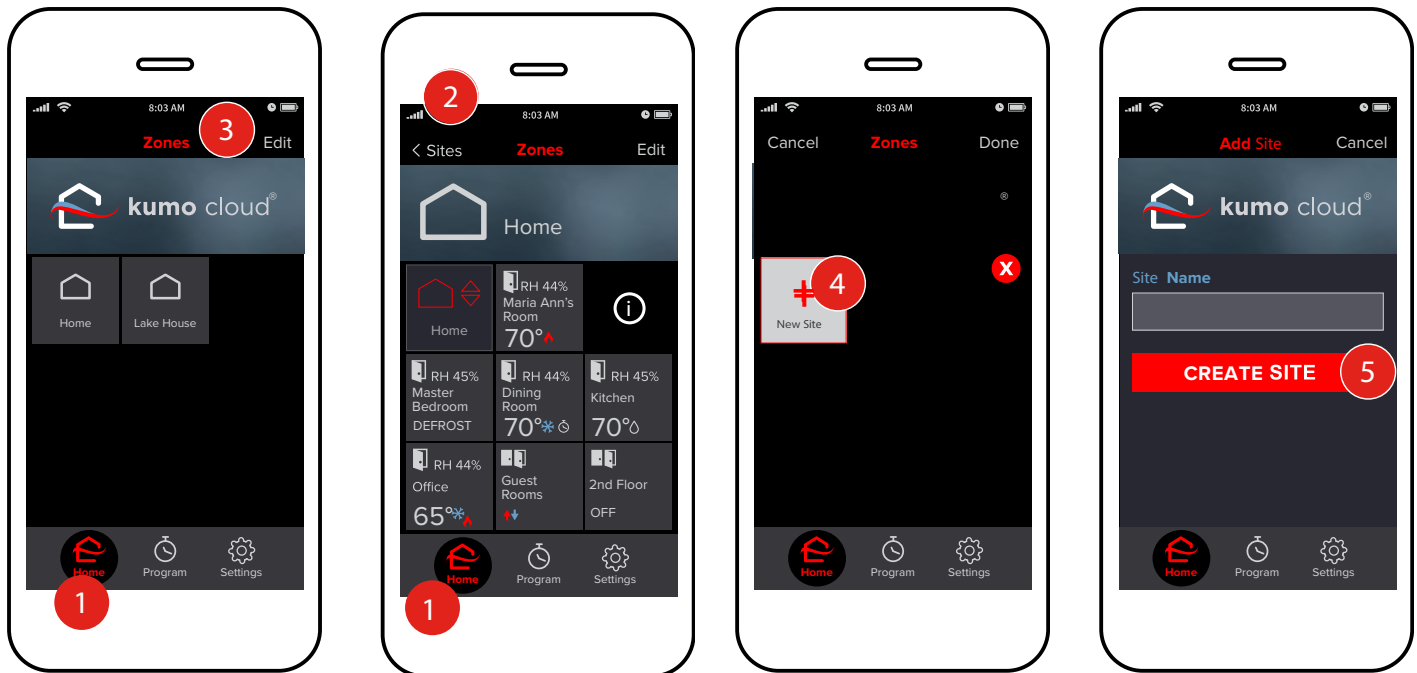 8:03 AM
Zones
3
Edit
kumo cloud®
Home
Lake House
Home
Program
Settings
1
2
8:03 AM
< Sites
Zones
Edit
Home
Home
RH 44%
Maria Ann's
Room
70°
i
RH 45%
Master
Bedroom
DEFROST
RH 44%
Dining
Room
70°
RH 45%
Kitchen
70°
RH 44%
Office
65°
Guest
Rooms
2nd Floor
OFF
Home
Program
Settings
1
8:03 AM
Cancel
Zones
Done
®
X
4
New Site
Home
Program
Settings
8:03 AM
Add Site
Cancel
kumo cloud®
Site Name
CREATE SITE
5
Home
Program
Settings